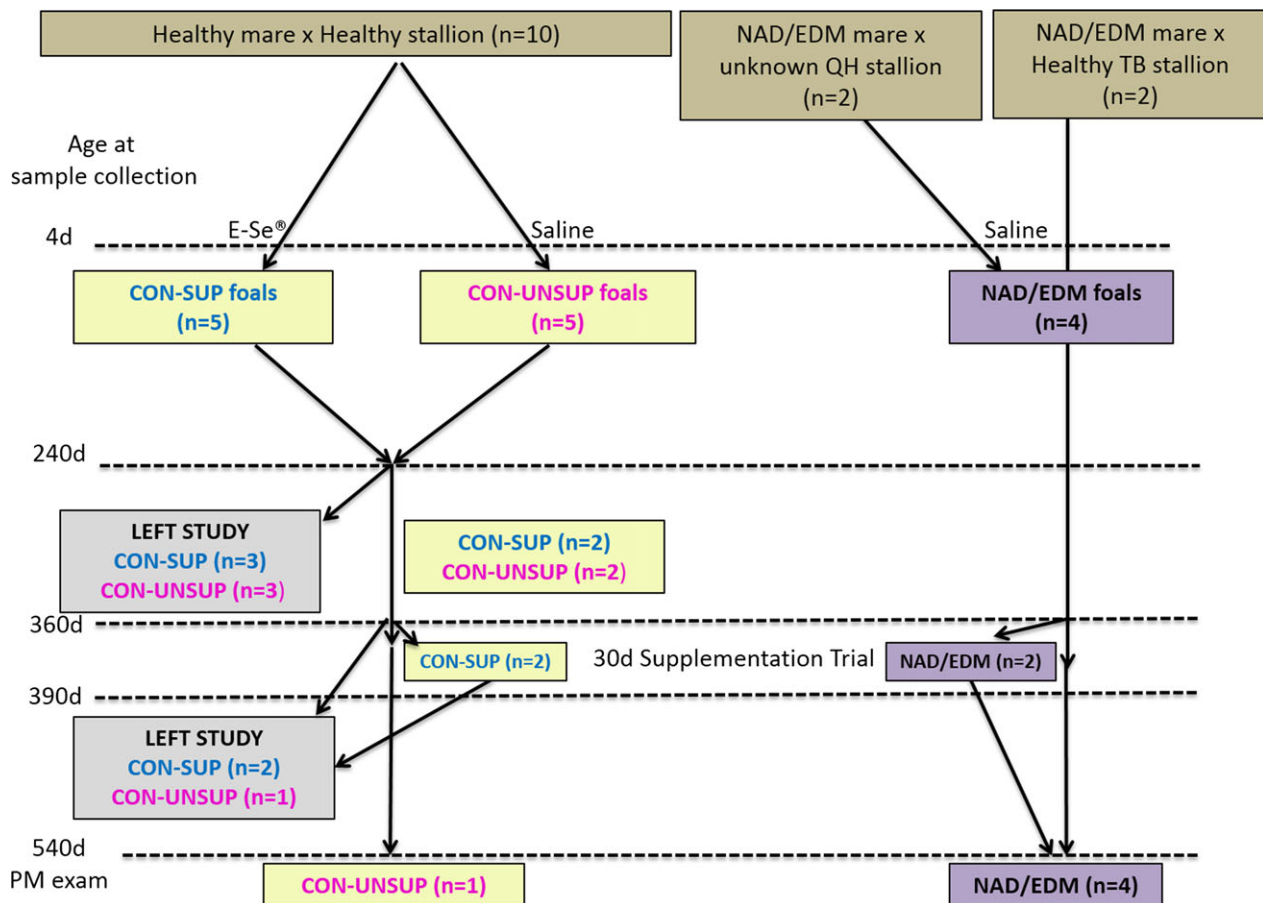 Healthy mare x Healthy stallion (n=10)
NAD/EDM mare x
unknown QH stallion
(n=2)
NAD/EDM mare x
Healthy TB stallion
(n=2)
Age at
sample collection
E-Se®
Saline
Saline
4d
CON-SUP foals
(n=5)
CON-UNSUP foals
(n=5)
NAD/EDM foals
(n=4)
240d
LEFT STUDY
CON-SUP (n=3)
CON-UNSUP (n=3)
CON-SUP (n=2)
CON-UNSUP (n=2)
360d
CON-SUP (n=2)
30d Supplementation Trial
NAD/EDM (n=2)
390d
LEFT STUDY
CON-SUP (n=2)
CON-UNSUP (n=1)
540d
PM exam
CON-UNSUP (n=1)
NAD/EDM (n=4)